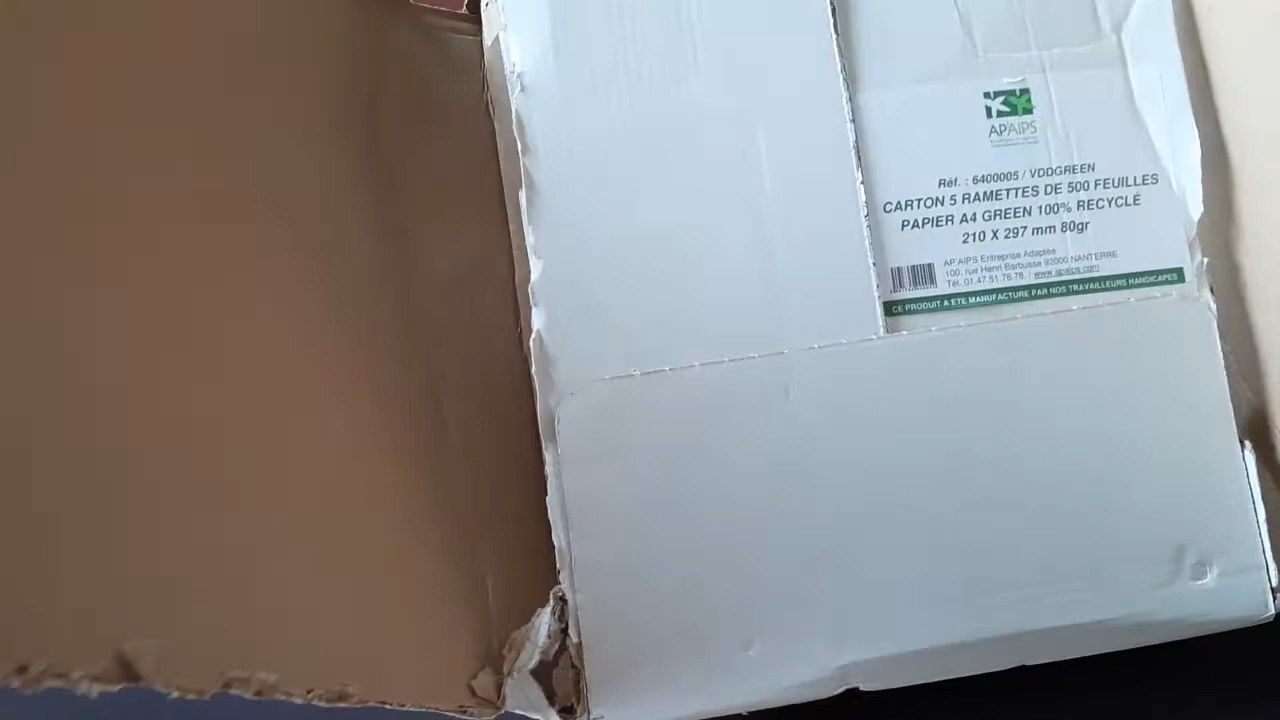 AP'AIPS
Réf. : 6400005 / VDDGREEN
CARTON 5 RAMETTES DE 500 FEUILLES
PAPIER A4 GREEN 100% RECYCLÉ
210 X 297 mm 80gr
AP'AIPS Entreprise Adaptée
100, rue Henri Barbusse 92000 NANTERRE
Tél. 01.47.51.76.78. / www.apaips.com
CE PRODUIT A ETE MANUFACTURE PAR NOS TRAVAILLEURS HANDICAPES